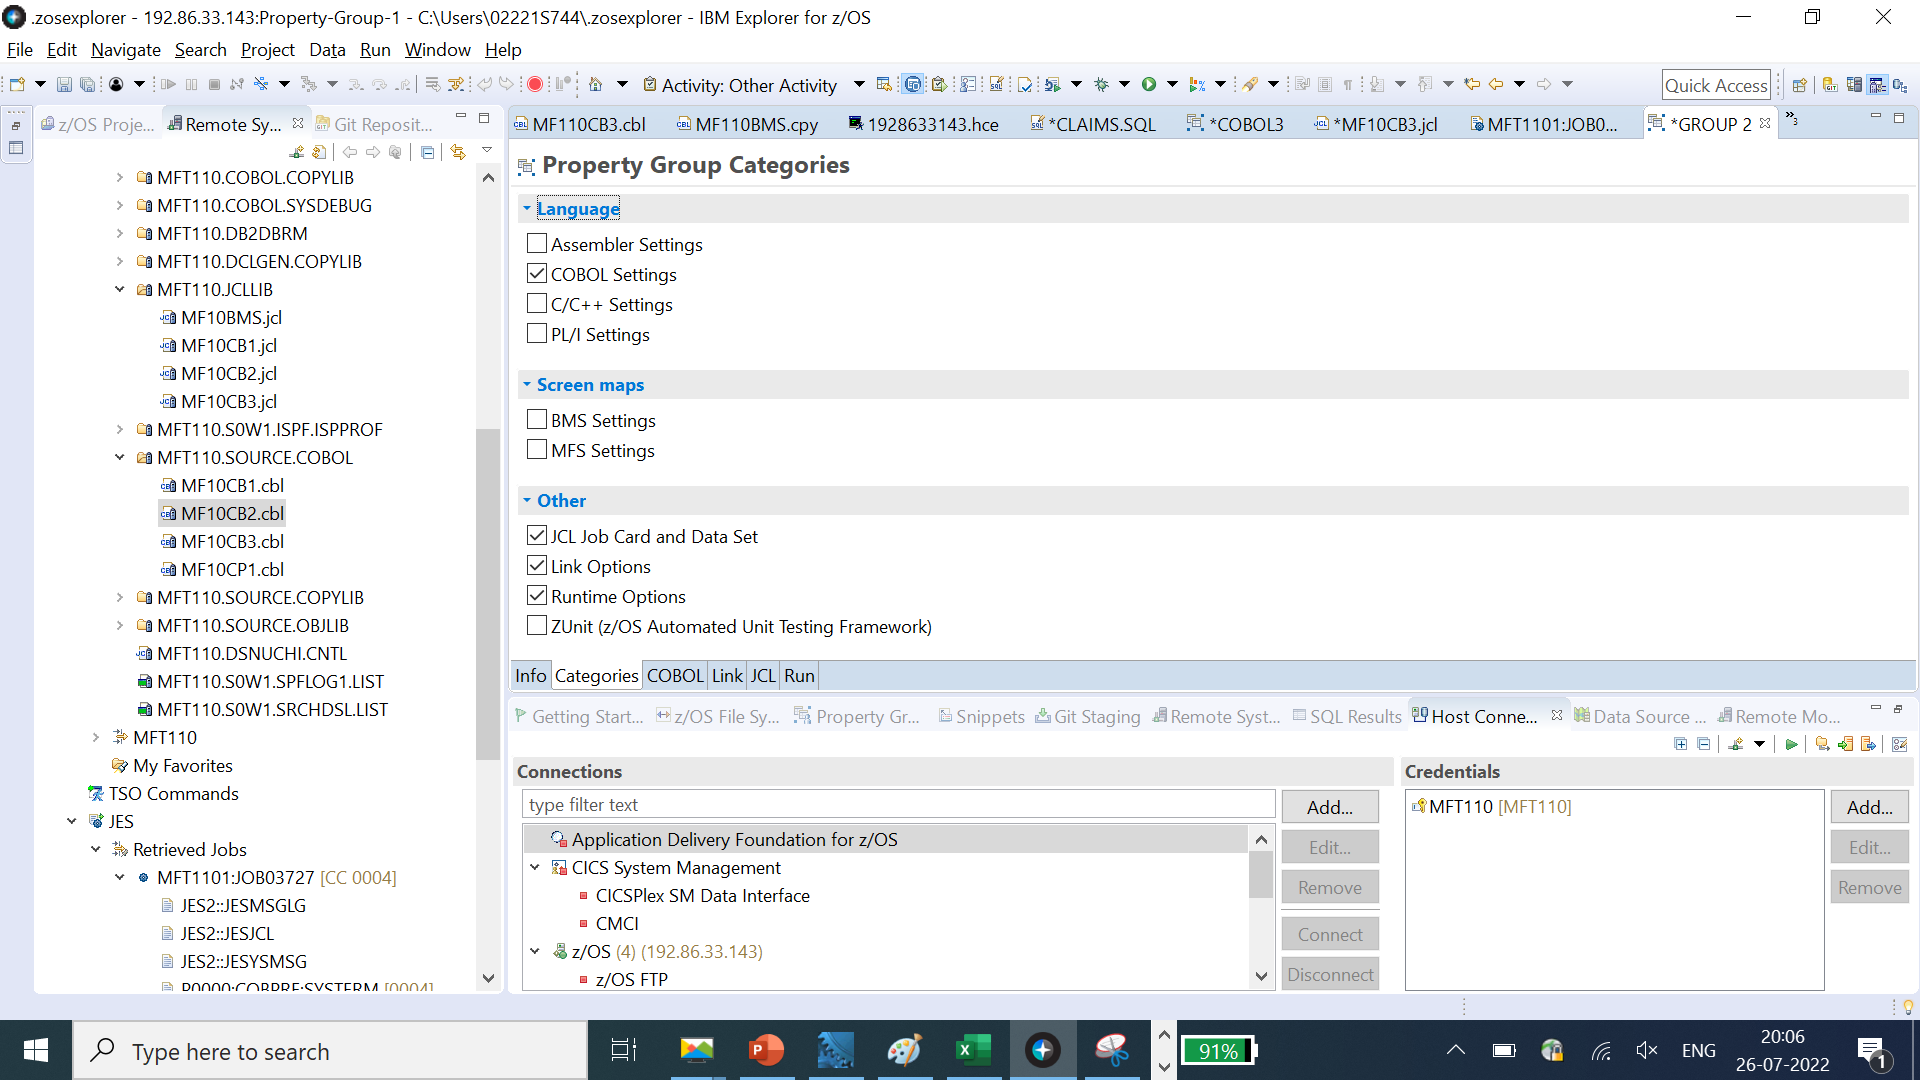 .zosexplorer - 192.86.33.143:Property-Group-1 - C:\Users\02221S744\.zosexplorer - IBM Explorer for z/OS
File Edit Navigate Search Project Data Run Window Help
Activity: Other Activity
Quick Access
z/OS Proje...
Remote Sy...
Git Reposit...
MF110CB3.cbl
MF110BMS.cpy
1928633143.hce
*CLAIMS.SQL
*COBOL3
*MF10CB3.jcl
MFT1101:JOB0...
*GROUP 2
3
MFT110.COBOL.COPYLIB
MFT110.COBOL.SYSDEBUG
MFT110.DB2DBRM
MFT110.DCLGEN.COPYLIB
MFT110.JCLLIB
MF10BMS.jcl
MF10CB1.jcl
MF10CB2.jcl
MF10CB3.jcl
MFT110.S0W1.ISPF.ISPPROF
MFT110.SOURCE.COBOL
MF10CB1.cbl
MF10CB2.cbl
MF10CB3.cbl
MF10CP1.cbl
MFT110.SOURCE.COPYLIB
MFT110.SOURCE.OBJLIB
MFT110.DSNUCHI.CNTL
MFT110.S0W1.SPFLOG1.LIST
MFT110.S0W1.SRCHDSL.LIST
MFT110
My Favorites
TSO Commands
JES
Retrieved Jobs
MFT1101:JOB03727 [CC 0004]
JES2::JESMSGLG
JES2::JESJCL
JES2::JESYSMSG
P0000:COBPRE:SYSTERM [0004]
Property Group Categories
Language
Assembler Settings
COBOL Settings
C/C++ Settings
PL/I Settings
Screen maps
BMS Settings
MFS Settings
Other
JCL Job Card and Data Set
Link Options
Runtime Options
ZUnit (z/OS Automated Unit Testing Framework)
Info Categories COBOL Link JCL Run
Getting Start...
z/OS File Sy...
Property Gr...
Snippets
Git Staging
Remote Syst...
SQL Results
Host Conne...
Data Source ...
Remote Mo...
Connections
type filter text
Application Delivery Foundation for z/OS
CICS System Management
CICSPlex SM Data Interface
CMCI
z/OS (4) (192.86.33.143)
z/OS FTP
Add...
Edit...
Remove
Connect
Disconnect
Credentials
MFT110 [MFT110]
Add...
Edit...
Remove
Type here to search
91%
ENG
20:06
26-07-2022
1